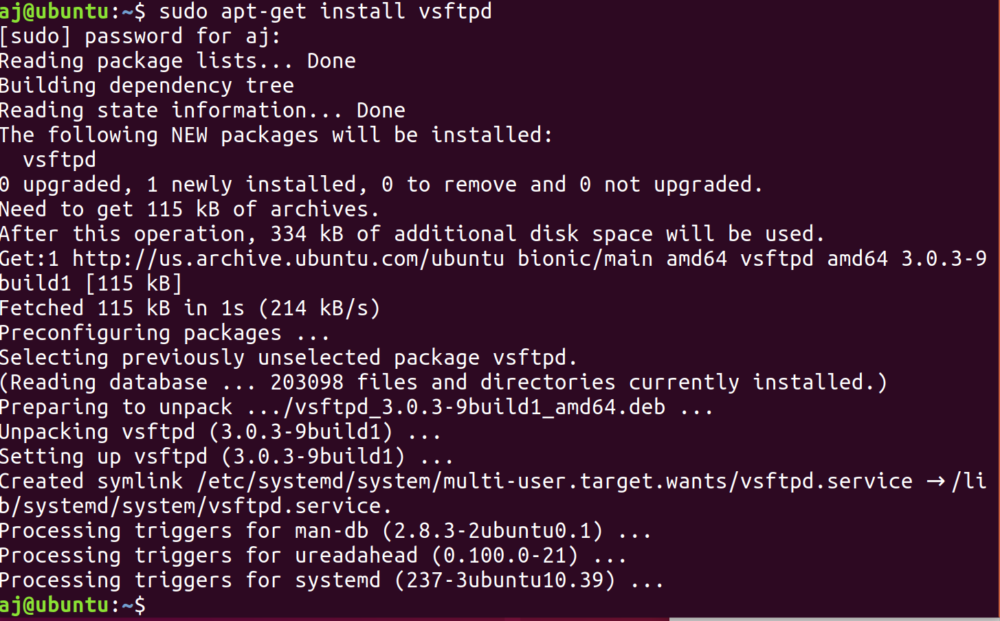 aj@ubuntu:~$ sudo apt-get install vsftpd
[sudo] password for aj:
Reading package lists... Done
Building dependency tree
Reading state information... Done
The following NEW packages will be installed:
  vsftpd
0 upgraded, 1 newly installed, 0 to remove and 0 not upgraded.
Need to get 115 kB of archives.
After this operation, 334 kB of additional disk space will be used.
Get:1 http://us.archive.ubuntu.com/ubuntu bionic/main amd64 vsftpd amd64 3.0.3-9
build1 [115 kB]
Fetched 115 kB in 1s (214 kB/s)
Preconfiguring packages ...
Selecting previously unselected package vsftpd.
(Reading database ... 203098 files and directories currently installed.)
Preparing to unpack .../vsftpd_3.0.3-9build1_amd64.deb ...
Unpacking vsftpd (3.0.3-9build1) ...
Setting up vsftpd (3.0.3-9build1) ...
Created symlink /etc/systemd/system/multi-user.target.wants/vsftpd.service → /li
b/systemd/system/vsftpd.service.
Processing triggers for man-db (2.8.3-2ubuntu0.1) ...
Processing triggers for ureadahead (0.100.0-21) ...
Processing triggers for systemd (237-3ubuntu10.39) ...
aj@ubuntu:~$